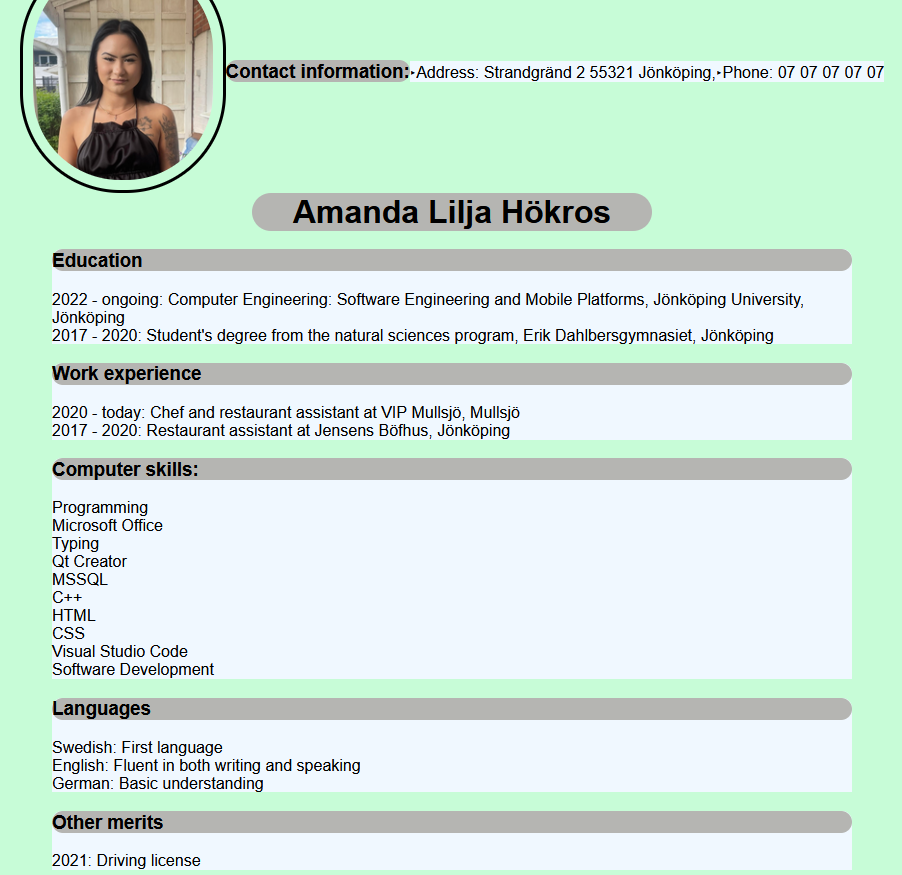 Contact information:‣Address: Strandgränd 2 55321 Jönköping,‣Phone: 07 07 07 07 07
Amanda Lilja Hökros
Education
2022 - ongoing: Computer Engineering: Software Engineering and Mobile Platforms, Jönköping University,
Jönköping
2017 - 2020: Student's degree from the natural sciences program, Erik Dahlbersgymnasiet, Jönköping
Work experience
2020 - today: Chef and restaurant assistant at VIP Mullsjö, Mullsjö
2017 - 2020: Restaurant assistant at Jensens Böfhus, Jönköping
Computer skills:
Programming
Microsoft Office
Typing
Qt Creator
MSSQL
C++
HTML
CSS
Visual Studio Code
Software Development
Languages
Swedish: First language
English: Fluent in both writing and speaking
German: Basic understanding
Other merits
2021: Driving license